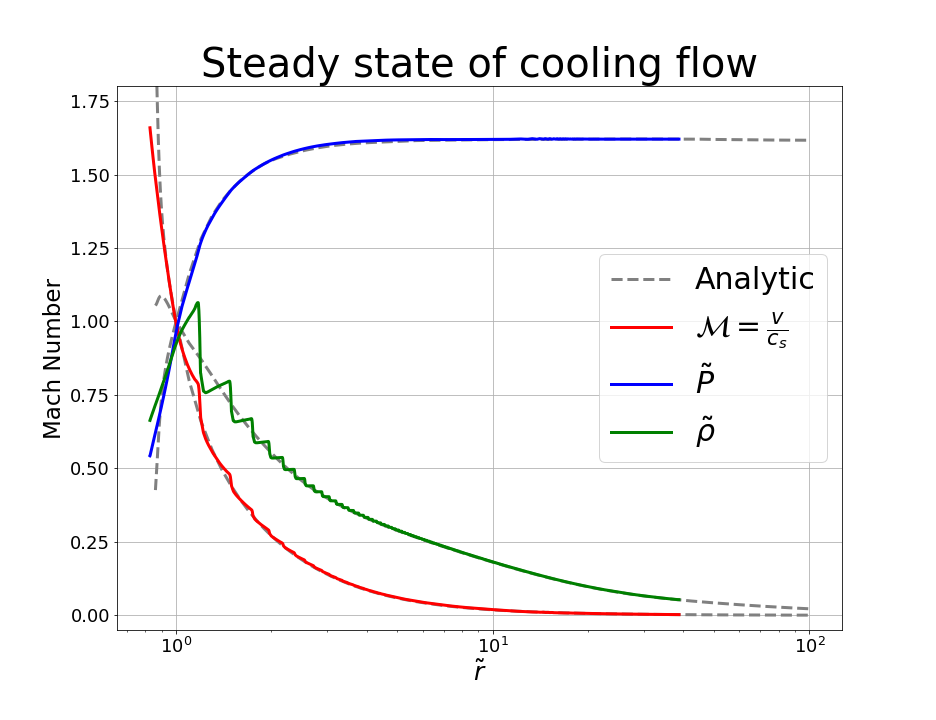 Steady state of cooling flow
Mach Number
1.75
1.50
1.25
1.00
0.75
0.50
0.25
0.00
Analytic
ℳ = v/c_s
P̃
ρ̃
10⁰
10¹
10²
r̃